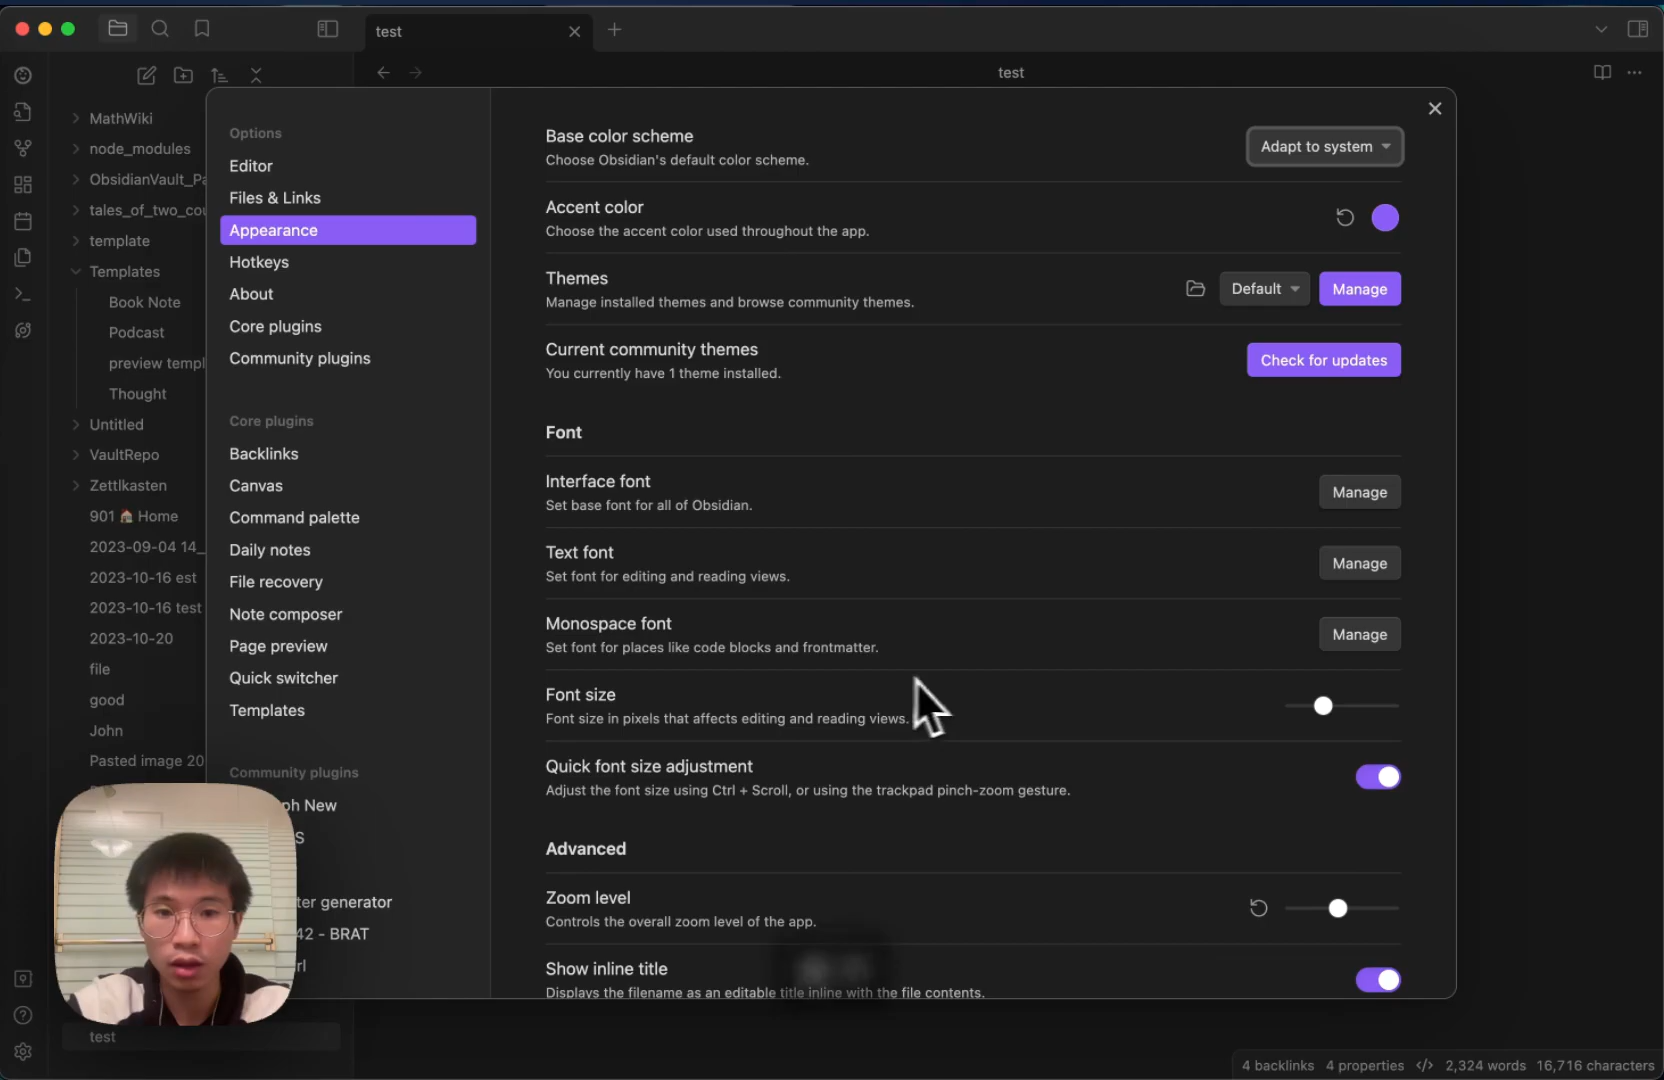 test
test
MathWiki
node_modules
ObsidianVault_Pa
tales_of_two_cou
template
Templates
Book Note
Podcast
preview templ
Thought
Untitled
VaultRepo
Zettlkasten
901 🏠 Home
2023-09-04 14_
2023-10-16 est
2023-10-16 test
2023-10-20
file
good
John
Pasted image 20
test
Options
Editor
Files & Links
Appearance
Hotkeys
About
Core plugins
Community plugins
Core plugins
Backlinks
Canvas
Command palette
Daily notes
File recovery
Note composer
Page preview
Quick switcher
Templates
Community plugins
ph New
S
ter generator
42 - BRAT
rl
Base color scheme
Choose Obsidian's default color scheme.
Adapt to system
Accent color
Choose the accent color used throughout the app.
Themes
Manage installed themes and browse community themes.
Default
Manage
Current community themes
You currently have 1 theme installed.
Check for updates
Font
Interface font
Set base font for all of Obsidian.
Manage
Text font
Set font for editing and reading views.
Manage
Monospace font
Set font for places like code blocks and frontmatter.
Manage
Font size
Font size in pixels that affects editing and reading views.
Quick font size adjustment
Adjust the font size using Ctrl + Scroll, or using the trackpad pinch-zoom gesture.
Advanced
Zoom level
Controls the overall zoom level of the app.
Show inline title
Displays the filename as an editable title inline with the file contents.
4 backlinks 4 properties </> 2,324 words 16,716 characters